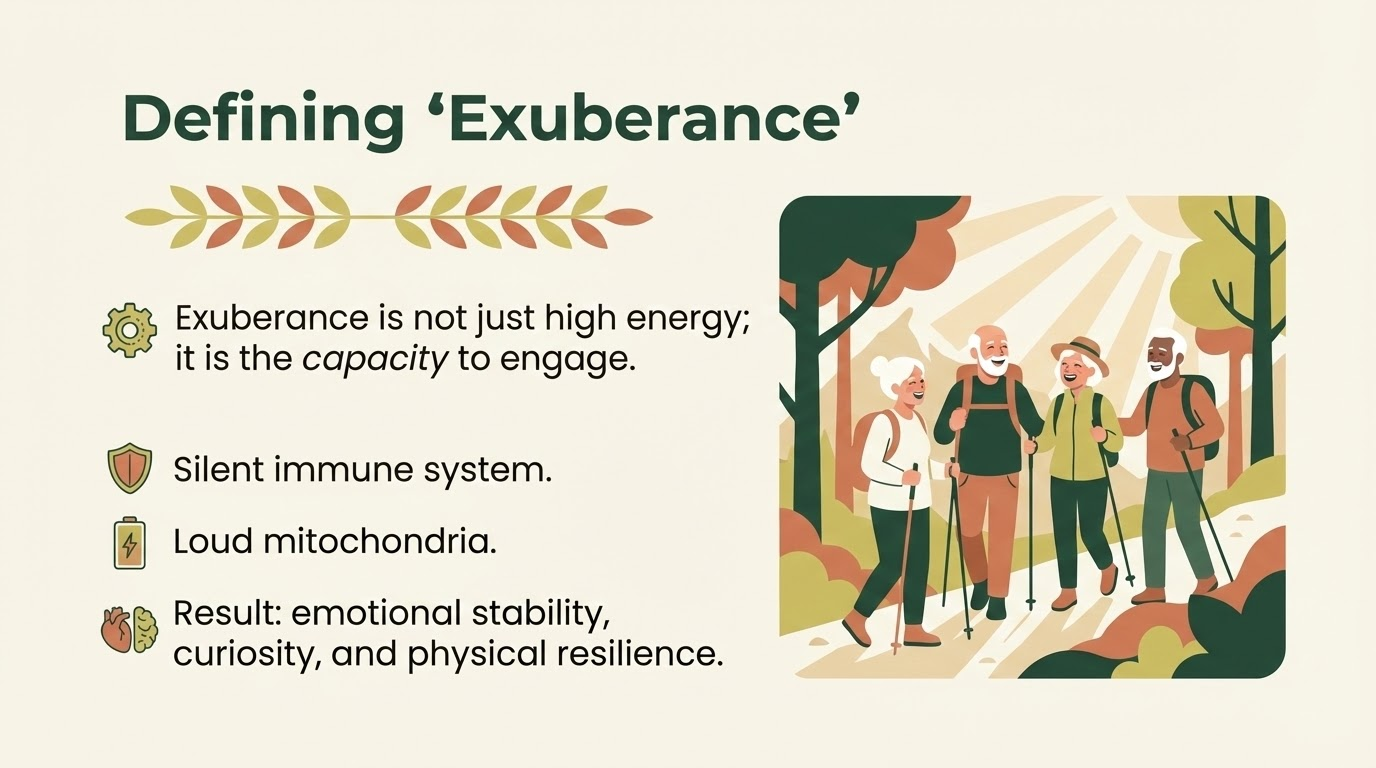 Defining ‘Exuberance’
Exuberance is not just high energy;
it is the capacity to engage.
Silent immune system.
Loud mitochondria.
Result: emotional stability,
curiosity, and physical resilience.